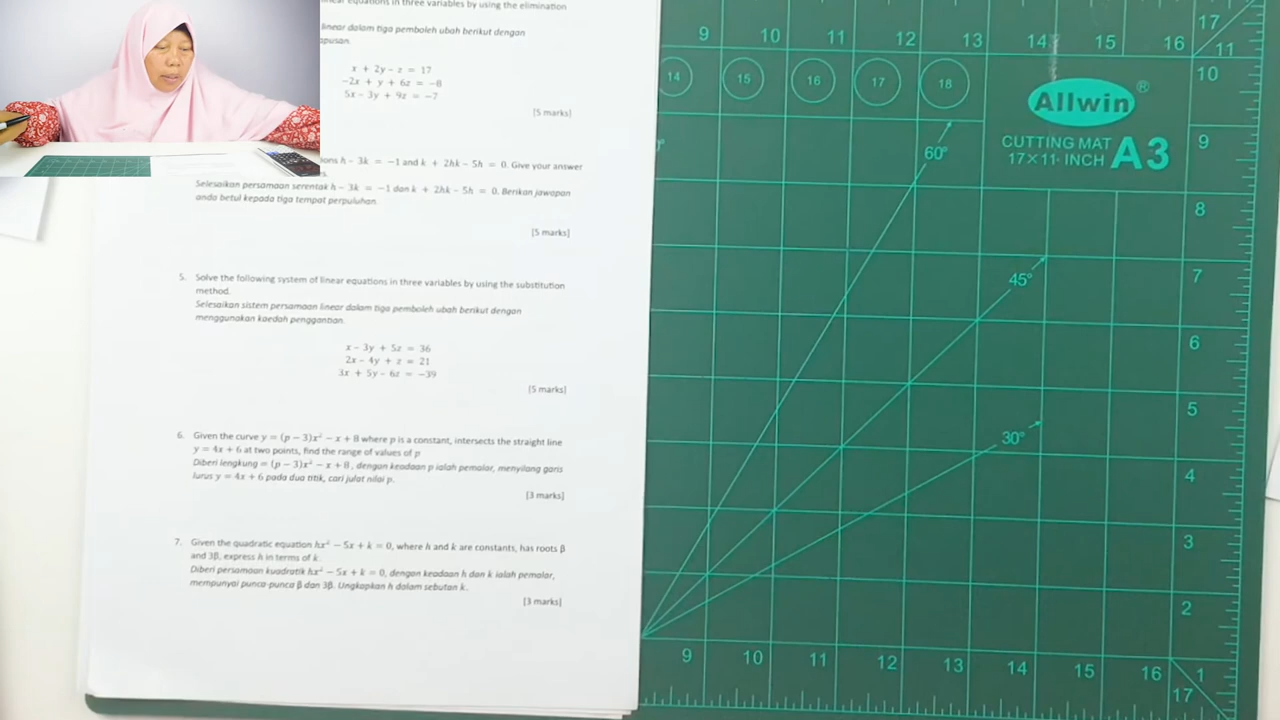 linear equations in three variables by using the elimination
linear dalam tiga pemboleh ubah berikut dengan
apusan.
x + 2y − z = 17
−2x + y + 6z = −8
5x − 3y + 9z = −7
[5 marks]
ions h − 3k = −1 and k + 2hk − 5h = 0. Give your answer
s.
Selesaikan persamaan serentak h − 3k = −1 dan k + 2hk − 5h = 0. Berikan jawapan
anda betul kepada tiga tempat perpuluhan.
[5 marks]
5. Solve the following system of linear equations in three variables by using the substitution
method.
Selesaikan sistem persamaan linear dalam tiga pemboleh ubah berikut dengan
menggunakan kaedah penggantian.
x − 3y + 5z = 36
2x − 4y + z = 21
3x + 5y − 6z = −39
[5 marks]
6. Given the curve y = (p − 3)x² − x + 8 where p is a constant, intersects the straight line
y = 4x + 6 at two points, find the range of values of p
Diberi lengkung = (p − 3)x² − x + 8, dengan keadaan p ialah pemalar, menyilang garis
lurus y = 4x + 6 pada dua titik, cari julat nilai p.
[3 marks]
7. Given the quadratic equation hx² − 5x + k = 0, where h and k are constants, has roots β
and 3β, express h in terms of k.
Diberi persamaan kuadratik hx² − 5x + k = 0, dengan keadaan h dan k ialah pemalar,
mempunyai punca-punca β dan 3β. Ungkapkan h dalam sebutan k.
[3 marks]
17
9 10 11 12 13 14 15 16 11
14 15 16 17 18
10
Allwin ®
CUTTING MAT A3
17×11· INCH
9
60°
8
45°
7
6
5
30°
4
3
2
9 10 11 12 13 14 15 16 1
17